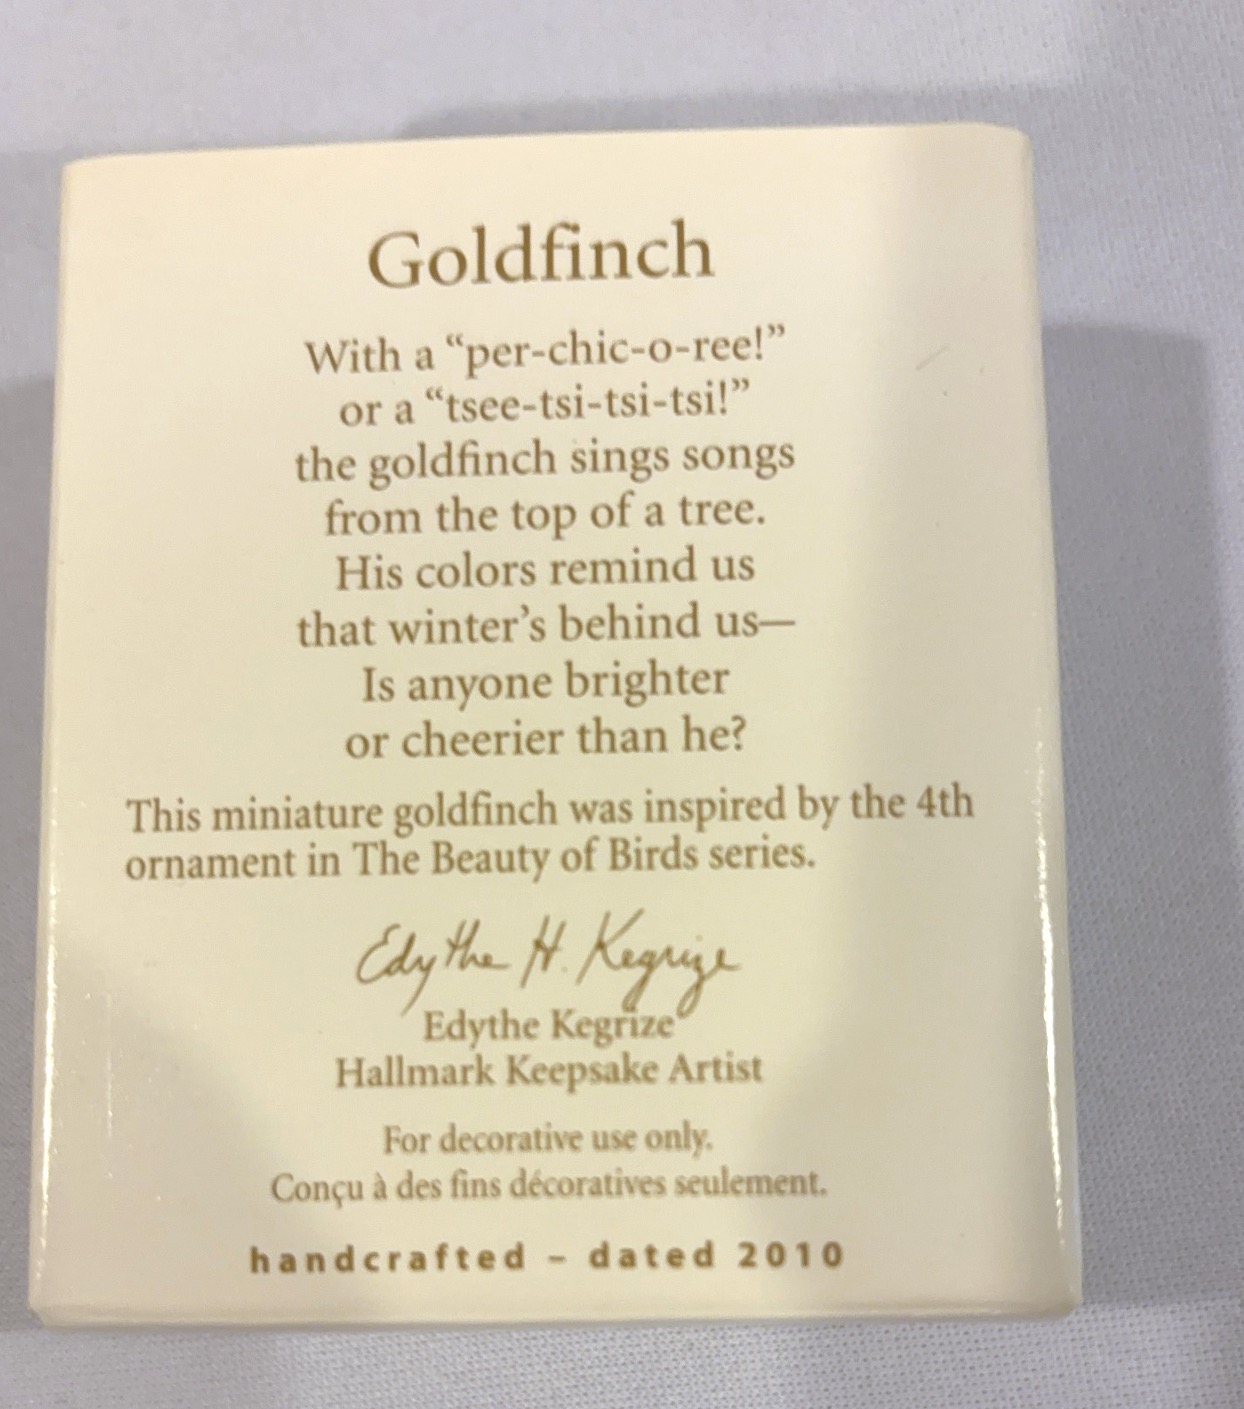 Goldfinch
With a “per-chic-o-ree!”
or a “tsee-tsi-tsi-tsi!”
the goldfinch sings songs
from the top of a tree.
His colors remind us
that winter’s behind us—
Is anyone brighter
or cheerier than he?
This miniature goldfinch was inspired by the 4th
ornament in The Beauty of Birds series.
Edythe H. Kegrize
Edythe Kegrize
Hallmark Keepsake Artist
For decorative use only.
Conçu à des fins décoratives seulement.
handcrafted – dated 2010